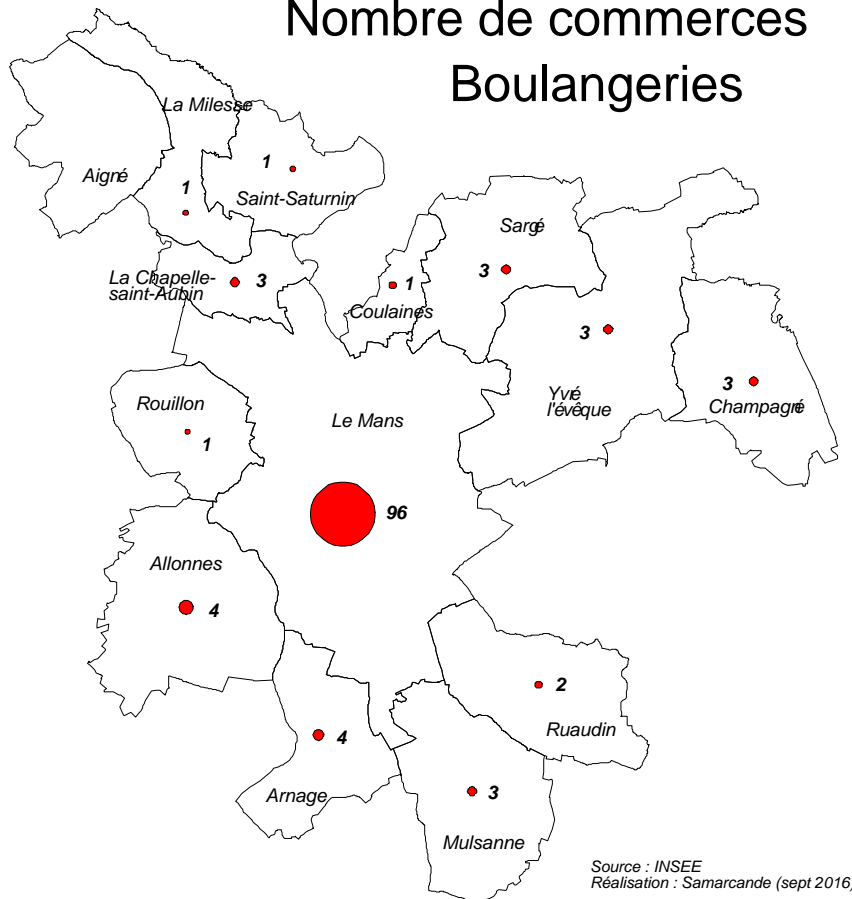 Nombre de commerces
Boulangeries
La Milesse
Aigné
1
Saint-Saturnin
1
Sargé
3
La Chapelle-
saint-Aubin
3
1
Coulaines
3
Yvré
l'évêque
3
Champagné
Rouillon
1
Le Mans
96
Allonnes
4
2
Ruaudin
4
Arnage
3
Mulsanne
Source : INSEE
Réalisation : Samarcande (sept 2016)